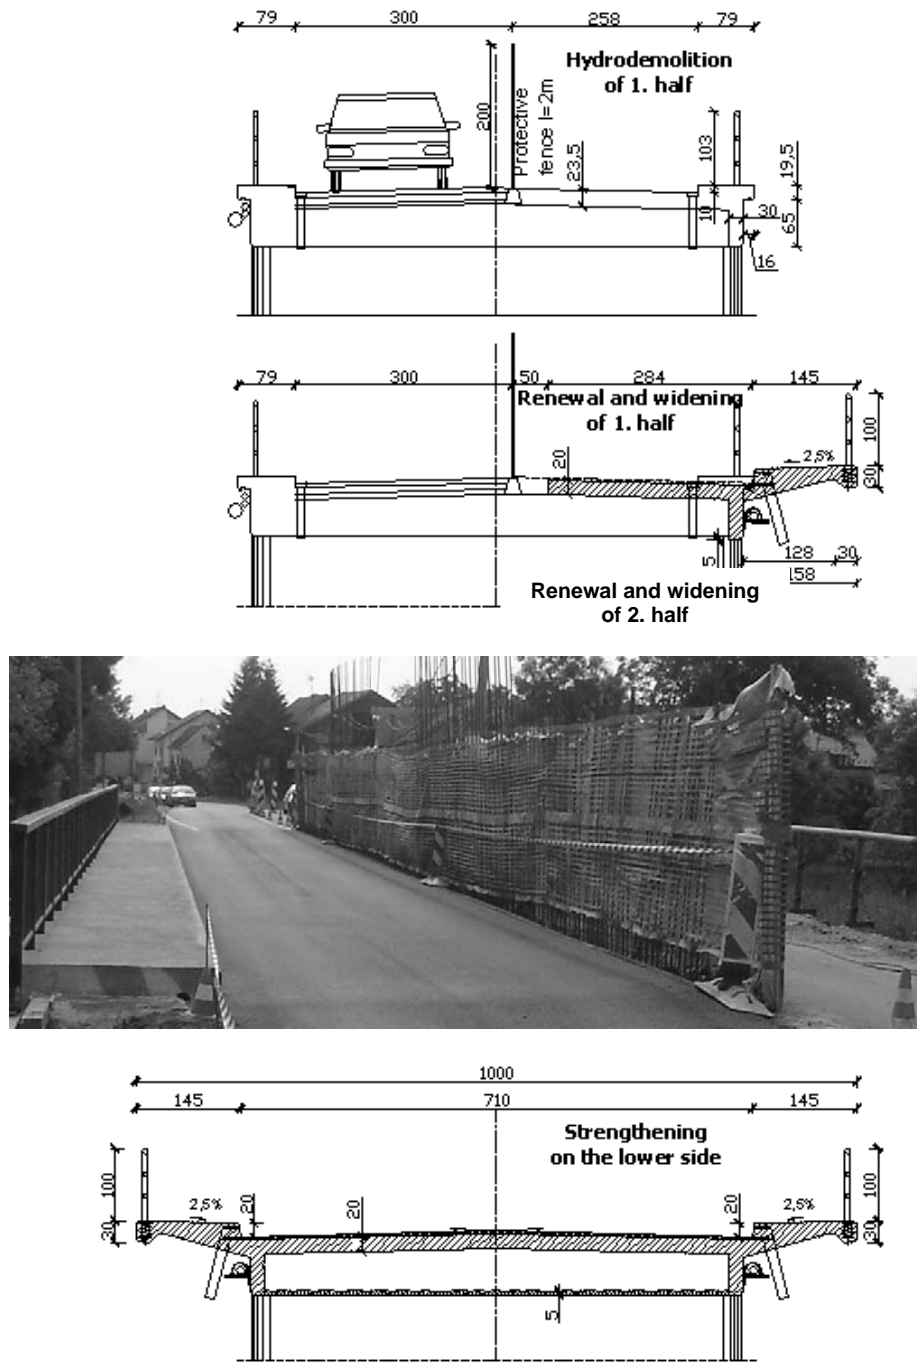 79 300 258 79
Hydrodemolition
of 1. half
200
Protective
fence l=2m
23,5
103
19,5
10
30
65
16
79 300 50 284 145
Renewal and widening
of 1. half
20
2,5%
100
30
5
128 30
158
Renewal and widening
of 2. half
1000
145 710 145
Strengthening
on the lower side
100
30
2,5%
20
20
20
2,5%
100
30
5